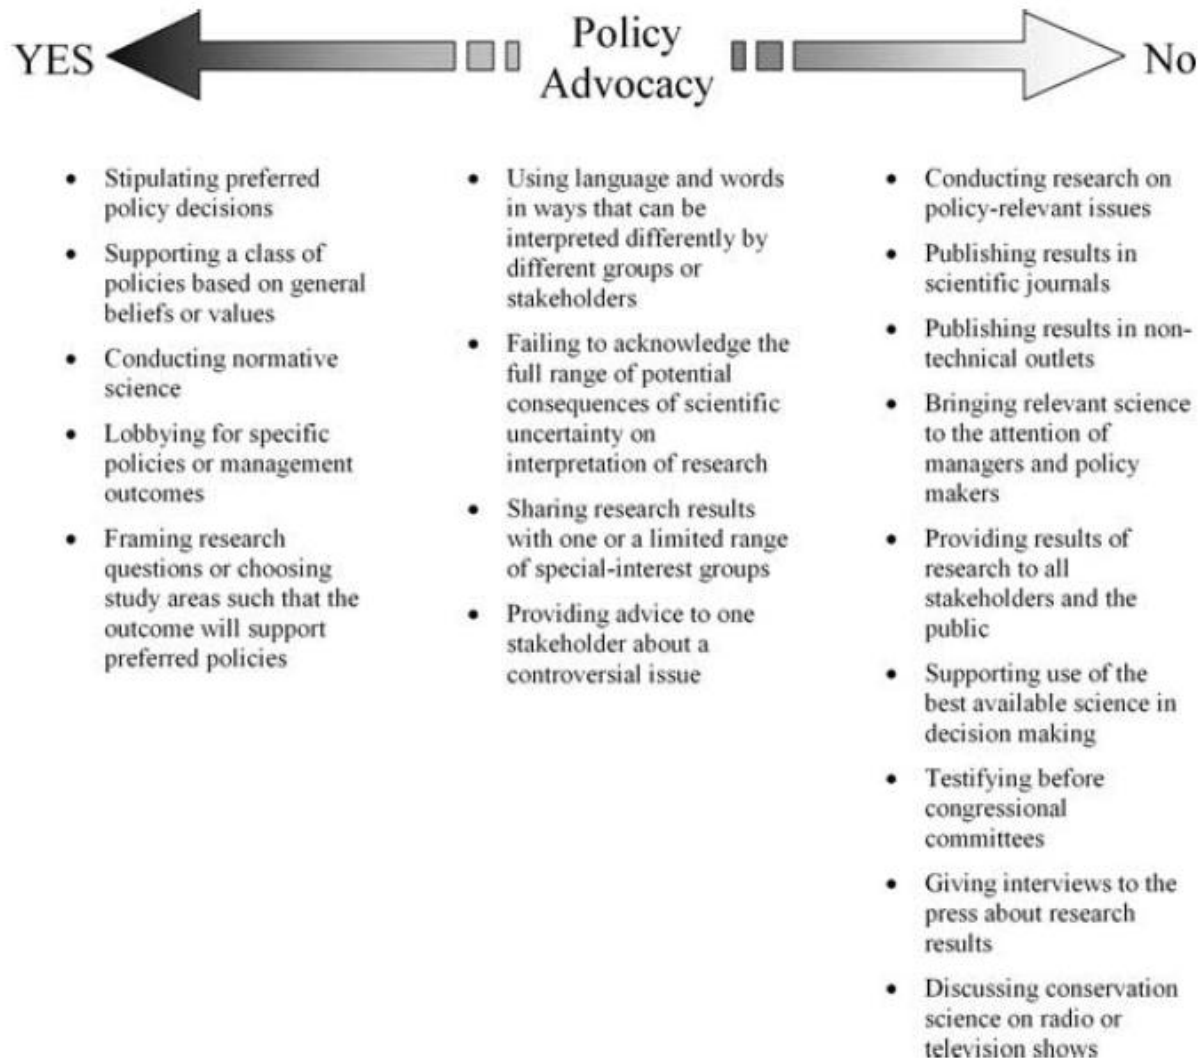 YES
Policy
Advocacy
No
• Stipulating preferred
policy decisions
• Supporting a class of
policies based on general
beliefs or values
• Conducting normative
science
• Lobbying for specific
policies or management
outcomes
• Framing research
questions or choosing
study areas such that the
outcome will support
preferred policies
• Using language and words
in ways that can be
interpreted differently by
different groups or
stakeholders
• Failing to acknowledge the
full range of potential
consequences of scientific
uncertainty on
interpretation of research
• Sharing research results
with one or a limited range
of special-interest groups
• Providing advice to one
stakeholder about a
controversial issue
• Conducting research on
policy-relevant issues
• Publishing results in
scientific journals
• Publishing results in non-
technical outlets
• Bringing relevant science
to the attention of
managers and policy
makers
• Providing results of
research to all
stakeholders and the
public
• Supporting use of the
best available science in
decision making
• Testifying before
congressional
committees
• Giving interviews to the
press about research
results
• Discussing conservation
science on radio or
television shows